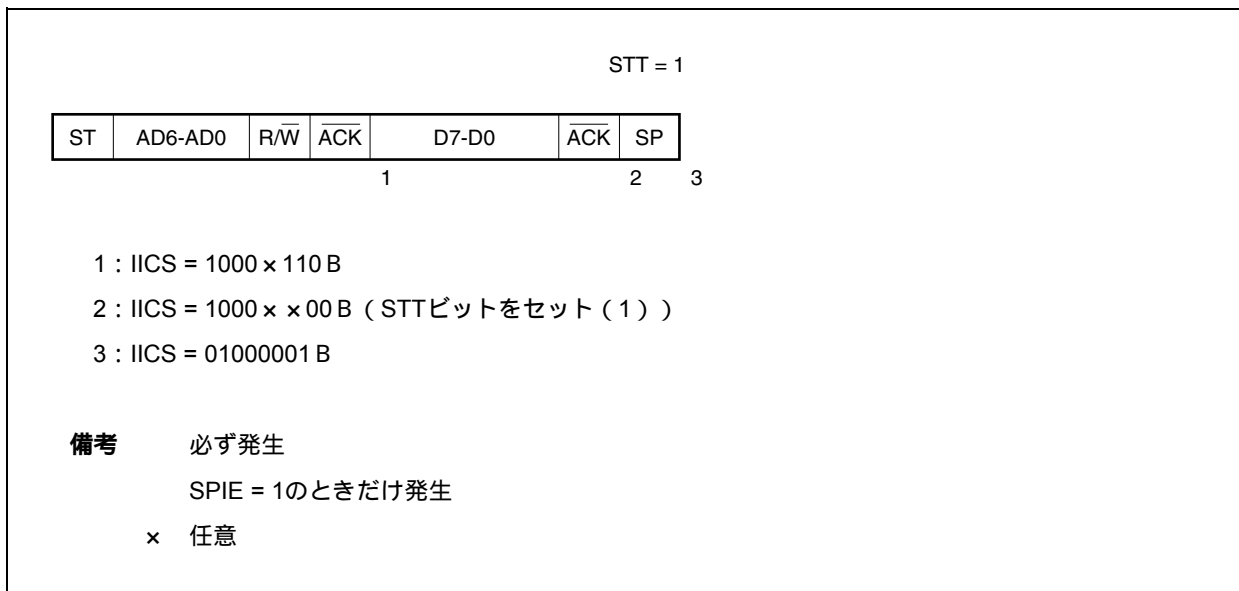 STT = 1
ST AD6-AD0 R/W̅ A̅C̅K̅ D7-D0 A̅C̅K̅ SP
1 2 3
1：IICS = 1000×110 B
2：IICS = 1000××00 B（STTビットをセット（1））
3：IICS = 01000001 B
備考 必ず発生
SPIE = 1のときだけ発生
× 任意